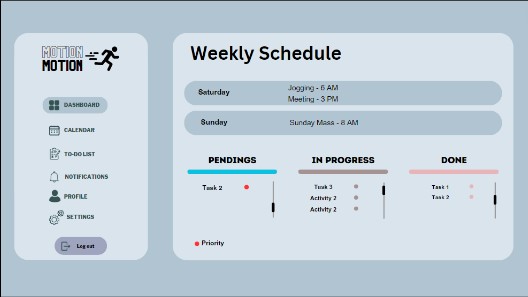 MOTION
MOTION
DASHBOARD
CALENDAR
TO-DO LIST
NOTIFICATIONS
PROFILE
SETTINGS
Log out
Weekly Schedule
Saturday
Jogging - 6 AM
Meeting - 3 PM
Sunday
Sunday Mass - 8 AM
PENDINGS
Task 2
Priority
IN PROGRESS
Task 3
Activity 2
Activity 2
DONE
Task 1
Task 2